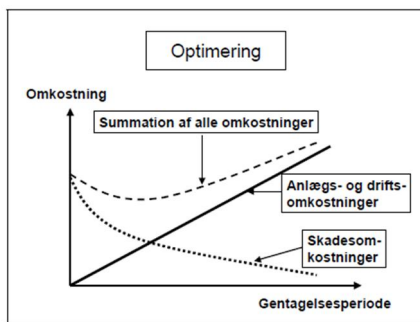 Optimering
Omkostning
Summation af alle omkostninger
Anlægs- og drifts-
omkostninger
Skadesom-
kostninger
Gentagelsesperiode